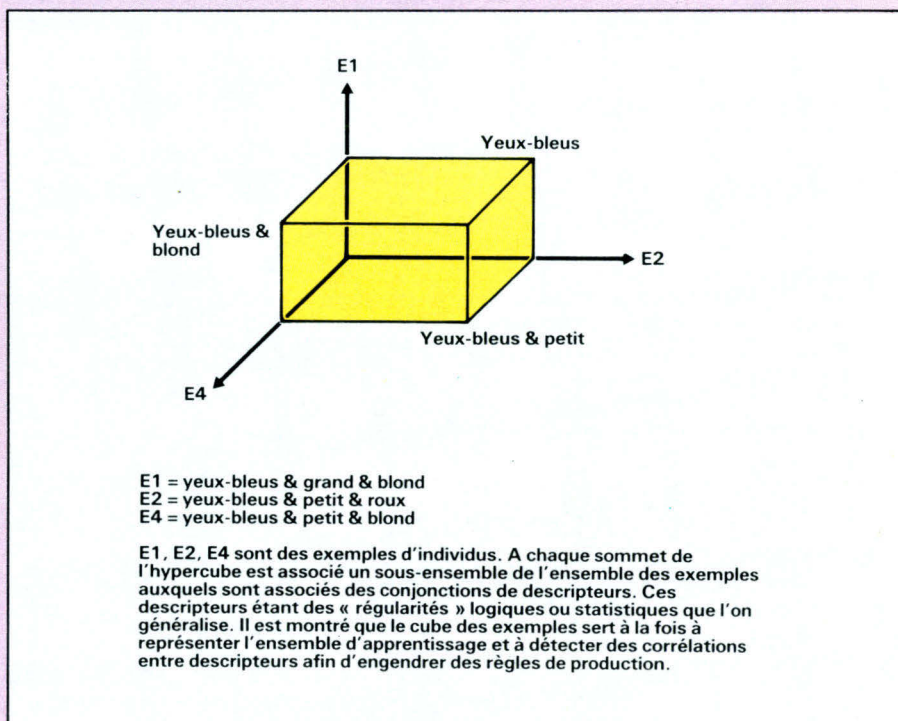 E1
Yeux-bleus
Yeux-bleus &
blond
E2
Yeux-bleus & petit
E4
E1 = yeux-bleus & grand & blond
E2 = yeux-bleus & petit & roux
E4 = yeux-bleus & petit & blond
E1, E2, E4 sont des exemples d'individus. A chaque sommet de
l'hypercube est associé un sous-ensemble de l'ensemble des exemples
auxquels sont associés des conjonctions de descripteurs. Ces
descripteurs étant des « régularités » logiques ou statistiques que l'on
généralise. Il est montré que le cube des exemples sert à la fois à
représenter l'ensemble d'apprentissage et à détecter des corrélations
entre descripteurs afin d'engendrer des règles de production.